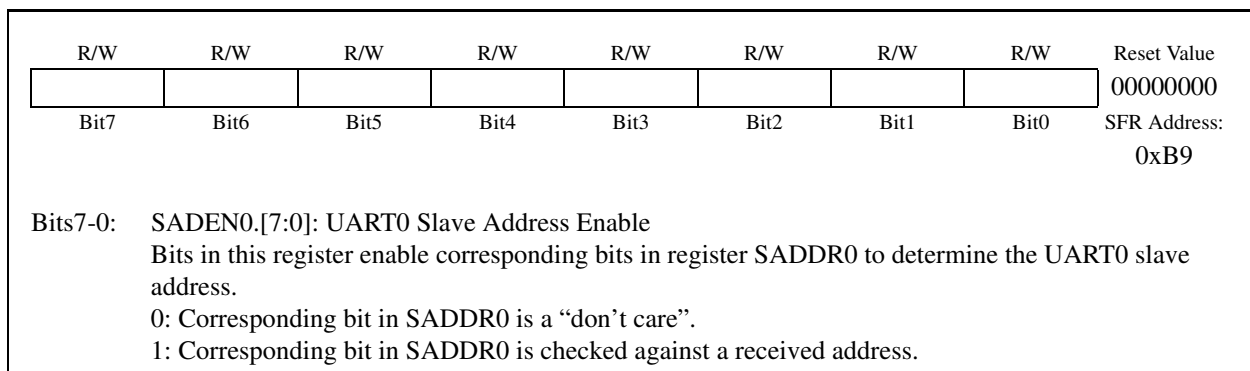 R/W R/W R/W R/W R/W R/W R/W R/W Reset Value
00000000
Bit7 Bit6 Bit5 Bit4 Bit3 Bit2 Bit1 Bit0 SFR Address:
0xB9
Bits7-0: SADEN0.[7:0]: UART0 Slave Address Enable
Bits in this register enable corresponding bits in register SADDR0 to determine the UART0 slave
address.
0: Corresponding bit in SADDR0 is a “don’t care”.
1: Corresponding bit in SADDR0 is checked against a received address.